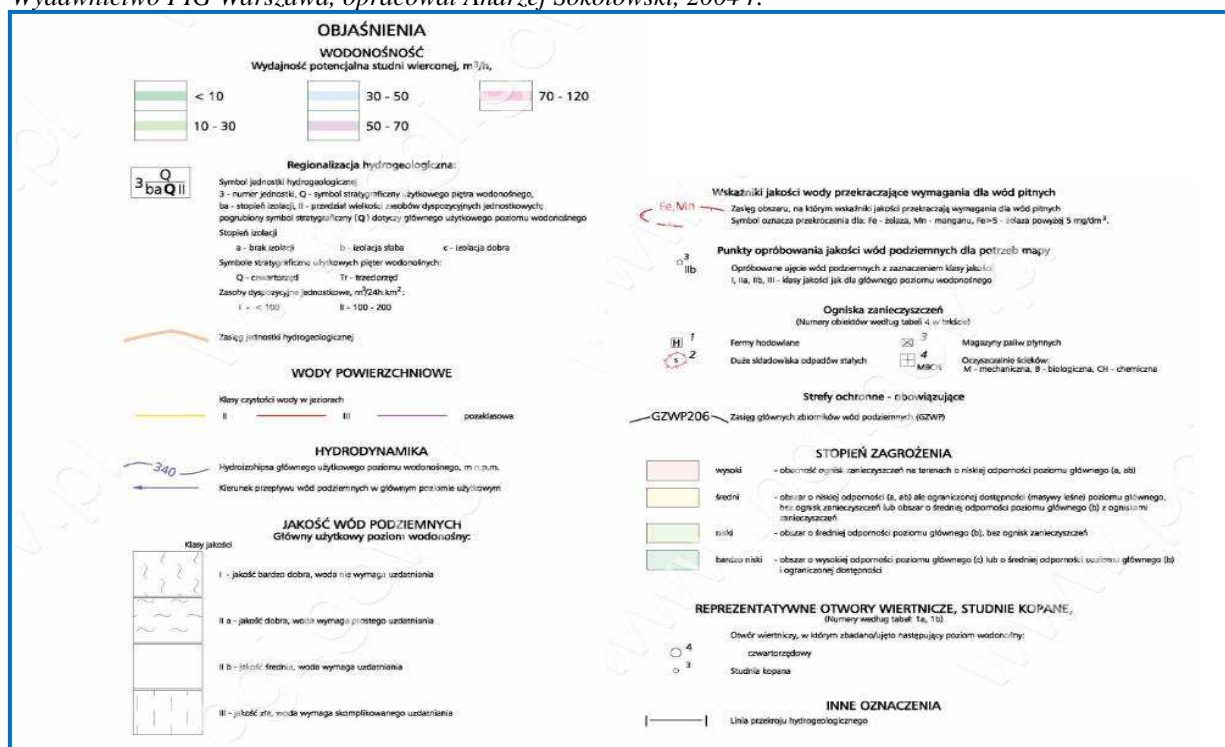 Wydawnictwo PIG Warszawa, opracował Andrzej Sokołowski, 2004 r.
OBJAŚNIENIA
WODONOŚNOŚĆ
Wydajność potencjalna studni wierconej, m³/h,
< 10
30 - 50
70 - 120
10 - 30
50 - 70
Regionalizacja hydrogeologiczna:
3 Q
baQII
Symbol jednostki hydrogeologicznej
3 - numer jednostki, Q - symbol stratygraficzny użytkowego piętra wodonośnego,
ba - stopień izolacji, II - przedział wielkości zasobów dyspozycyjnych jednostkowych;
pogrubiony symbol stratygraficzny (Q) dotyczy głównego użytkowego poziomu wodonośnego
Stopień izolacji
a - brak izolacji b - izolacja słaba c - izolacja dobra
Symbole stratygraficzne użytkowych pięter wodonośnych:
Q - czwartorzęd Tr - trzeciorzęd
Zasoby dyspozycyjne jednostkowe, m³/24h.km²:
I - < 100 II - 100 - 200
Zasięg jednostki hydrogeologicznej
WODY POWIERZCHNIOWE
Klasy czystości wody w jeziorach
II III pozaklasowa
HYDRODYNAMIKA
340 Hydroizohipsa głównego użytkowego poziomu wodonośnego, m n.p.m.
Kierunek przepływu wód podziemnych w głównym poziomie użytkowym
JAKOŚĆ WÓD PODZIEMNYCH
Główny użytkowy poziom wodonośny:
Klasy jakości
I - jakość bardzo dobra, woda nie wymaga uzdatniania
II a - jakość dobra, woda wymaga prostego uzdatniania
II b - jakość średnia, woda wymaga uzdatniania
III - jakość zła, woda wymaga skomplikowanego uzdatniania
Wskaźniki jakości wody przekraczające wymagania dla wód pitnych
Fe,Mn Zasięg obszaru, na którym wskaźniki jakości przekraczają wymagania dla wód pitnych
Symbol oznacza przekroczenia dla: Fe - żelaza, Mn - manganu, Fe>5 - żelaza powyżej 5 mg/dm³.
Punkty opróbowania jakości wód podziemnych dla potrzeb mapy
3
IIb
Opróbowane ujęcie wód podziemnych z zaznaczeniem klasy jakości:
I, IIa, IIb, III - klasy jakości jak dla głównego poziomu wodonośnego
Ogniska zanieczyszczeń
(Numery obiektów według tabeli 4 w tekście)
H 1 Fermy hodowlane
3 Magazyny paliw płynnych
s 2 Duże składowiska odpadów stałych
4 MBCH Oczyszczalnie ścieków:
M - mechaniczna, B - biologiczna, CH - chemiczna
Strefy ochronne - obowiązujące
GZWP206 Zasięg głównych zbiorników wód podziemnych (GZWP)
STOPIEŃ ZAGROŻENIA
wysoki - obecność ognisk zanieczyszczeń na terenach o niskiej odporności poziomu głównego (a, ab)
średni - obszar o niskiej odporności (a, ab) ale ograniczonej dostępności (masywy leśne) poziomu głównego,
bez ognisk zanieczyszczeń lub obszar o średniej odporności poziomu głównego (b) z ogniskami
zanieczyszczeń
niski - obszar o średniej odporności poziomu głównego (b), bez ognisk zanieczyszczeń
bardzo niski - obszar o wysokiej odporności poziomu głównego (c) lub o średniej odporności poziomu głównego (b)
i ograniczonej dostępności
REPREZENTATYWNE OTWORY WIERTNICZE, STUDNIE KOPANE,
(Numery według tabel: 1a, 1b)
Otwór wiertniczy, w którym zbadano/ujęto następujący poziom wodonośny:
4 czwartorzędowy
3 Studnia kopana
INNE OZNACZENIA
Linia przekroju hydrogeologicznego